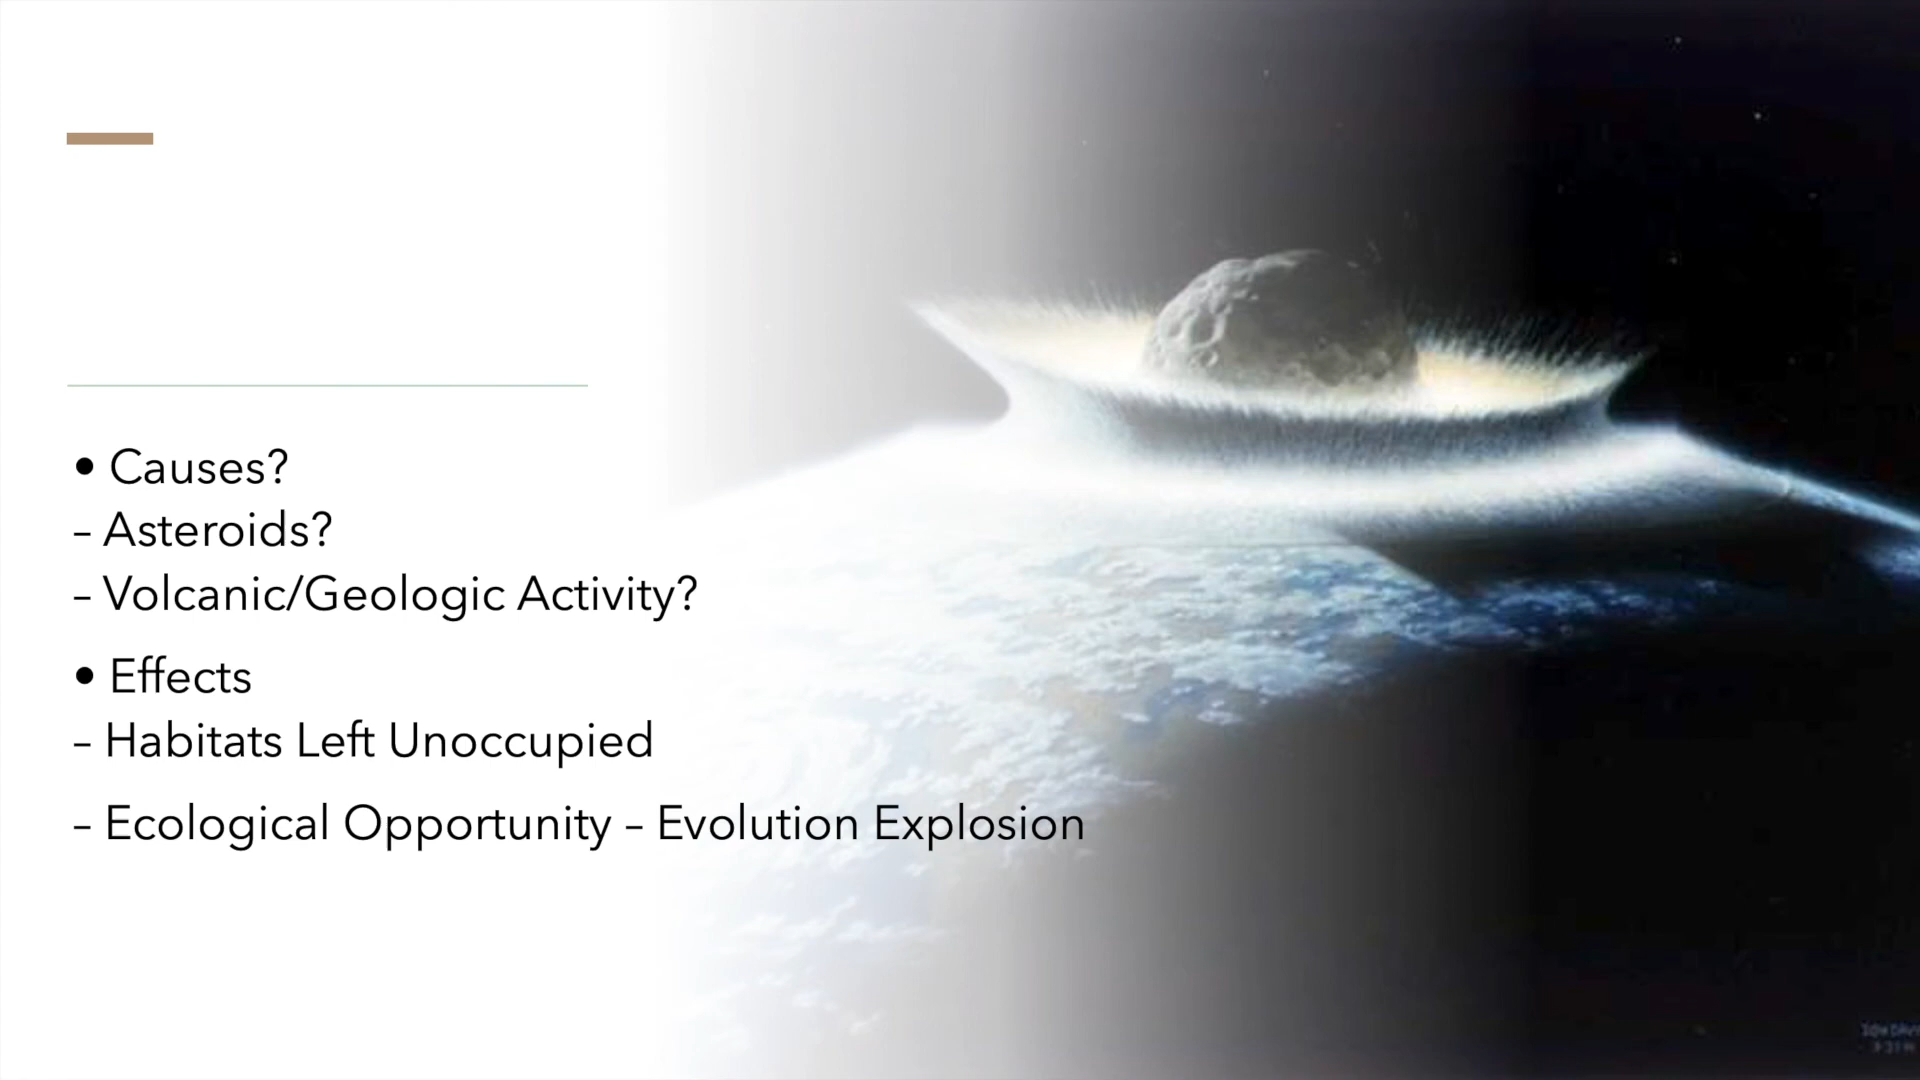 • Causes?
– Asteroids?
– Volcanic/Geologic Activity?
• Effects
– Habitats Left Unoccupied
– Ecological Opportunity – Evolution Explosion